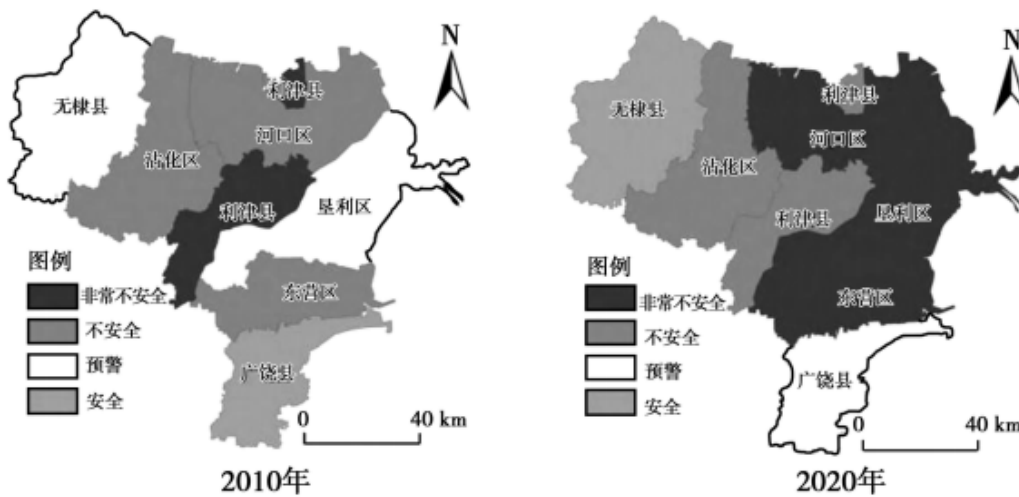 N
无棣县
利津县
河口区
沾化区
利津县
垦利区
东营区
广饶县
图例
非常不安全
不安全
预警
安全
0 40 km
2010年
N
无棣县
利津县
河口区
沾化区
利津县
垦利区
东营区
广饶县
图例
非常不安全
不安全
预警
安全
0 40 km
2020年